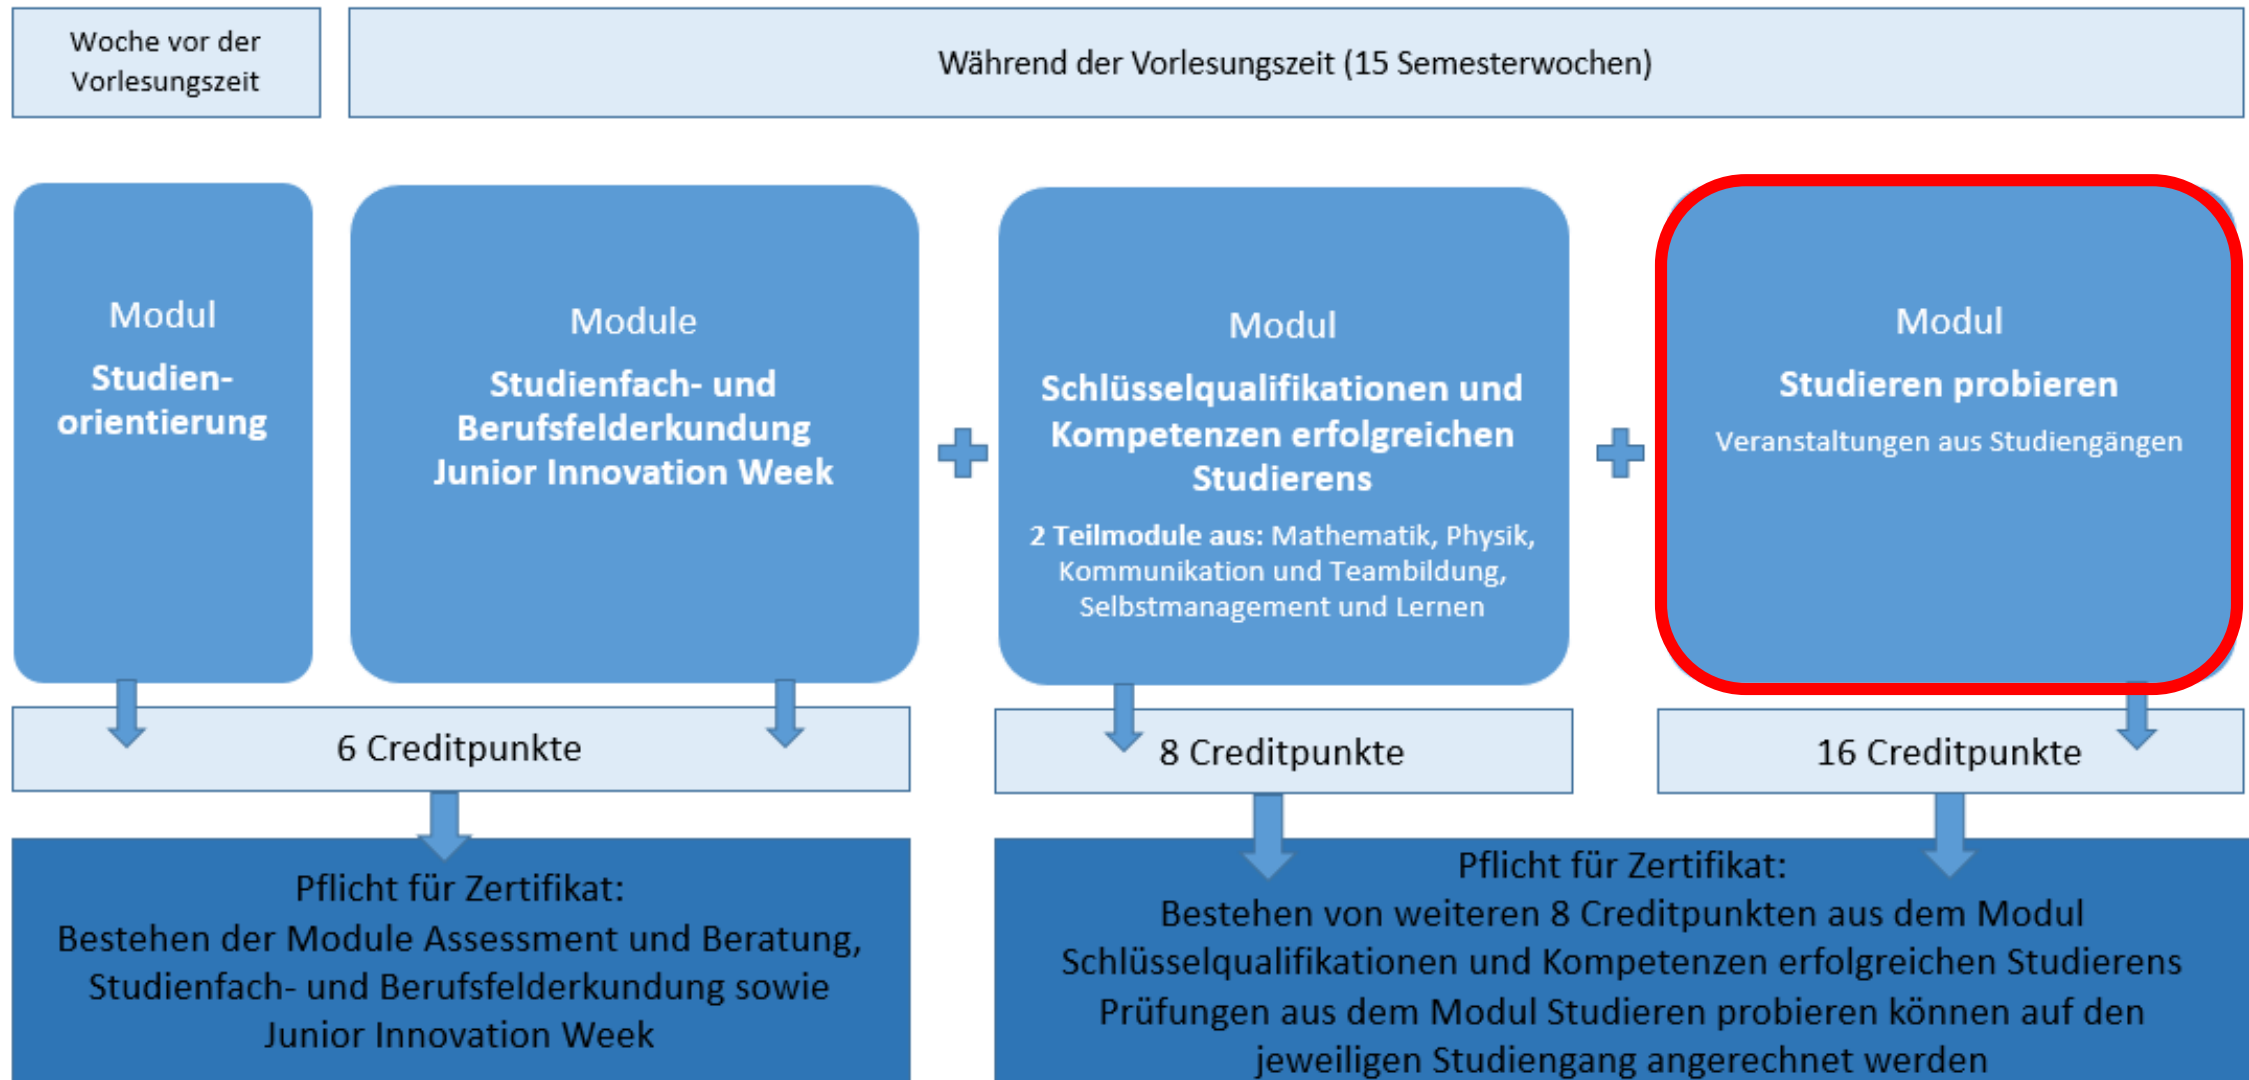 Woche vor der
Vorlesungszeit
Während der Vorlesungszeit (15 Semesterwochen)
Modul
Studien-
orientierung
Module
Studienfach- und
Berufsfelderkundung
Junior Innovation Week
Modul
Schlüsselqualifikationen und
Kompetenzen erfolgreichen
Studierens
2 Teilmodule aus: Mathematik, Physik,
Kommunikation und Teambildung,
Selbstmanagement und Lernen
Modul
Studieren probieren
Veranstaltungen aus Studiengängen
6 Creditpunkte
8 Creditpunkte
16 Creditpunkte
Pflicht für Zertifikat:
Bestehen der Module Assessment und Beratung,
Studienfach- und Berufsfelderkundung sowie
Junior Innovation Week
Pflicht für Zertifikat:
Bestehen von weiteren 8 Creditpunkten aus dem Modul
Schlüsselqualifikationen und Kompetenzen erfolgreichen Studierens
Prüfungen aus dem Modul Studieren probieren können auf den
jeweiligen Studiengang angerechnet werden